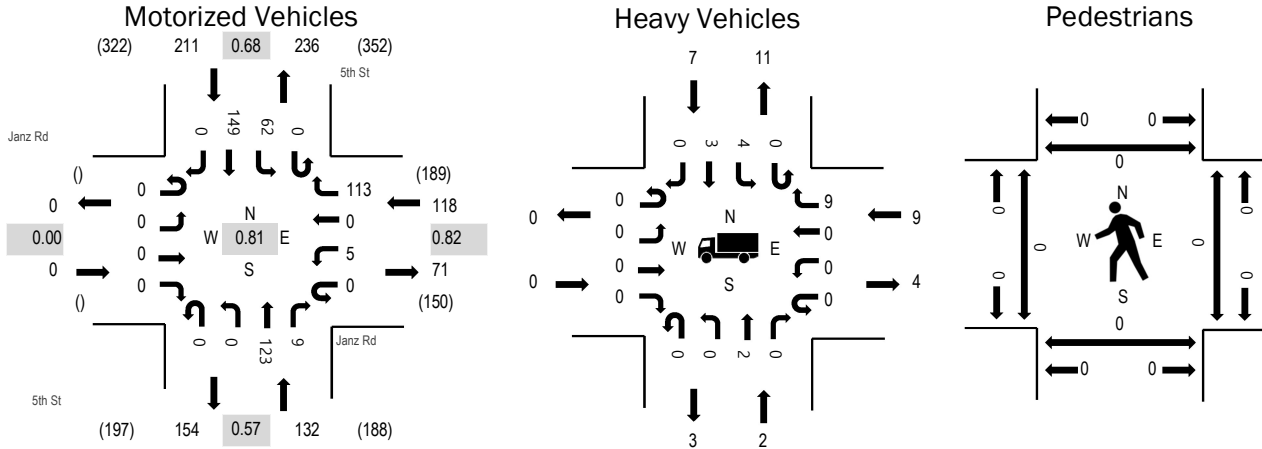 Motorized Vehicles
(322) 211 0.68 236 (352)
5th St
Janz Rd
0 149 62 0
() 0 113 (189)
0 0 0 118
0.00 N W 0.81 E S 0.82
0 0 5 71
() 0 0 (150)
0 0 123 9
Janz Rd
5th St
(197) 154 0.57 132 (188)
Heavy Vehicles
7 11
0 3 4 0
0 9
0 0 0 9
N
W E
S
0 0 0 4
0 0
0 0 2 0
3 2
Pedestrians
0 0
0
0 0
N
0 W E 0
S
0 0
0
0 0